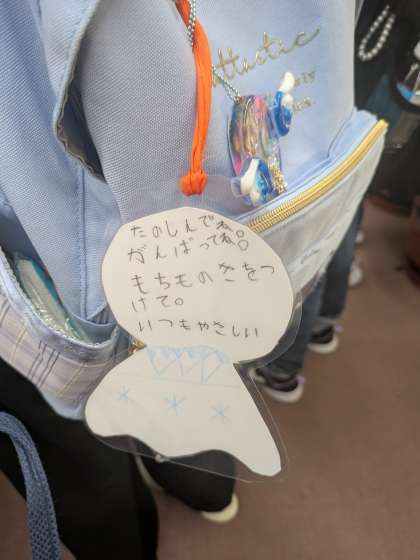 たのしんでね。
がんばってね。
もちものきをつ
けて。
いつもやさしい